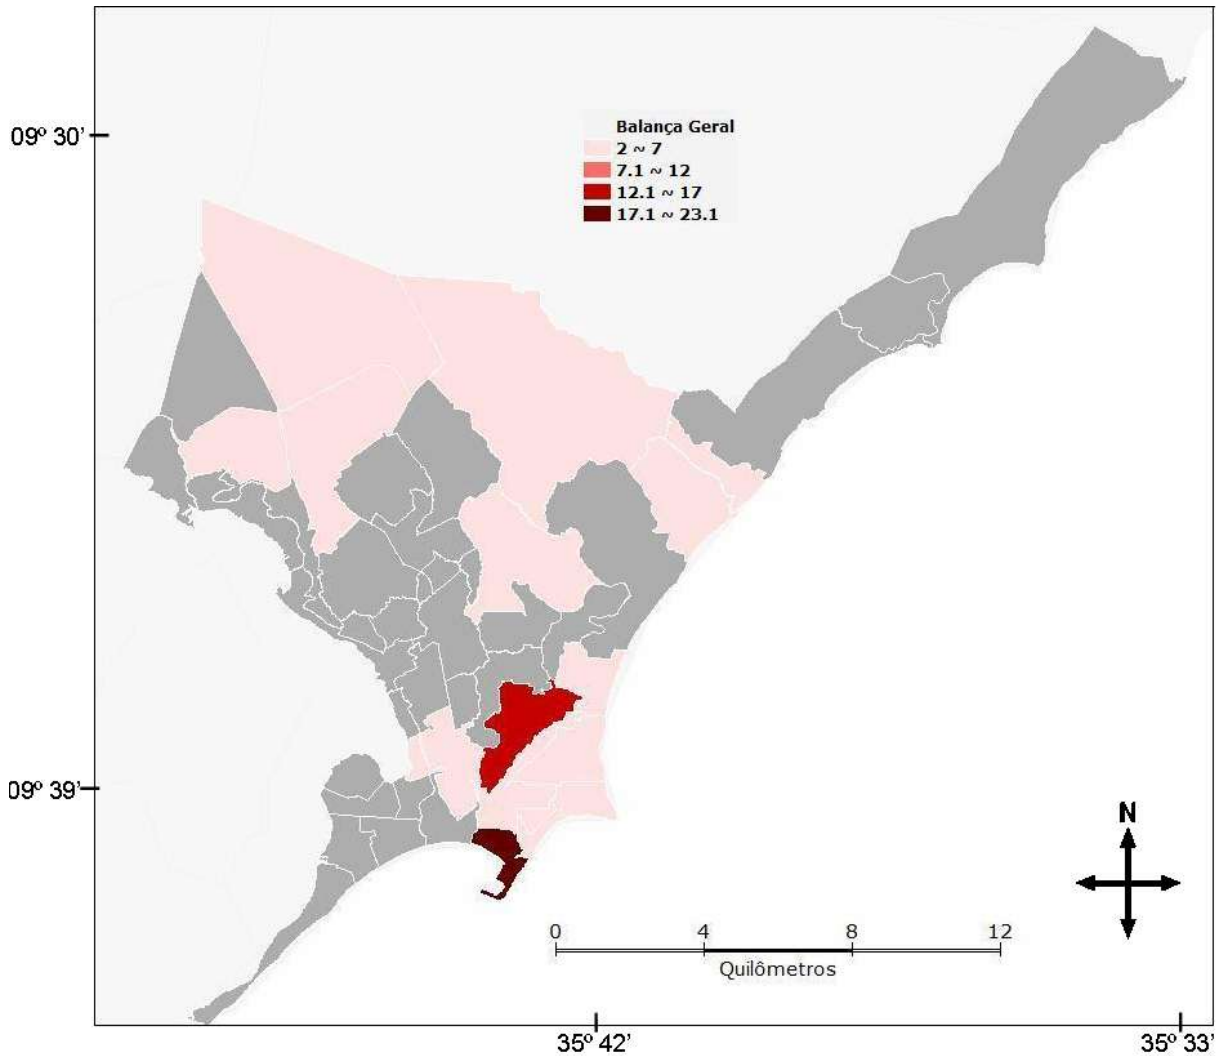 09º 30'
Balança Geral
2 ~ 7
7.1 ~ 12
12.1 ~ 17
17.1 ~ 23.1
09º 39'
N
0 4 8 12
Quilômetros
35º 42' 35º 33'